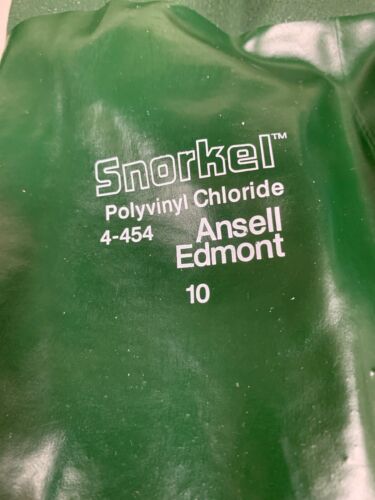 Snorkel™
Polyvinyl Chloride
4-454 Ansell
Edmont
10